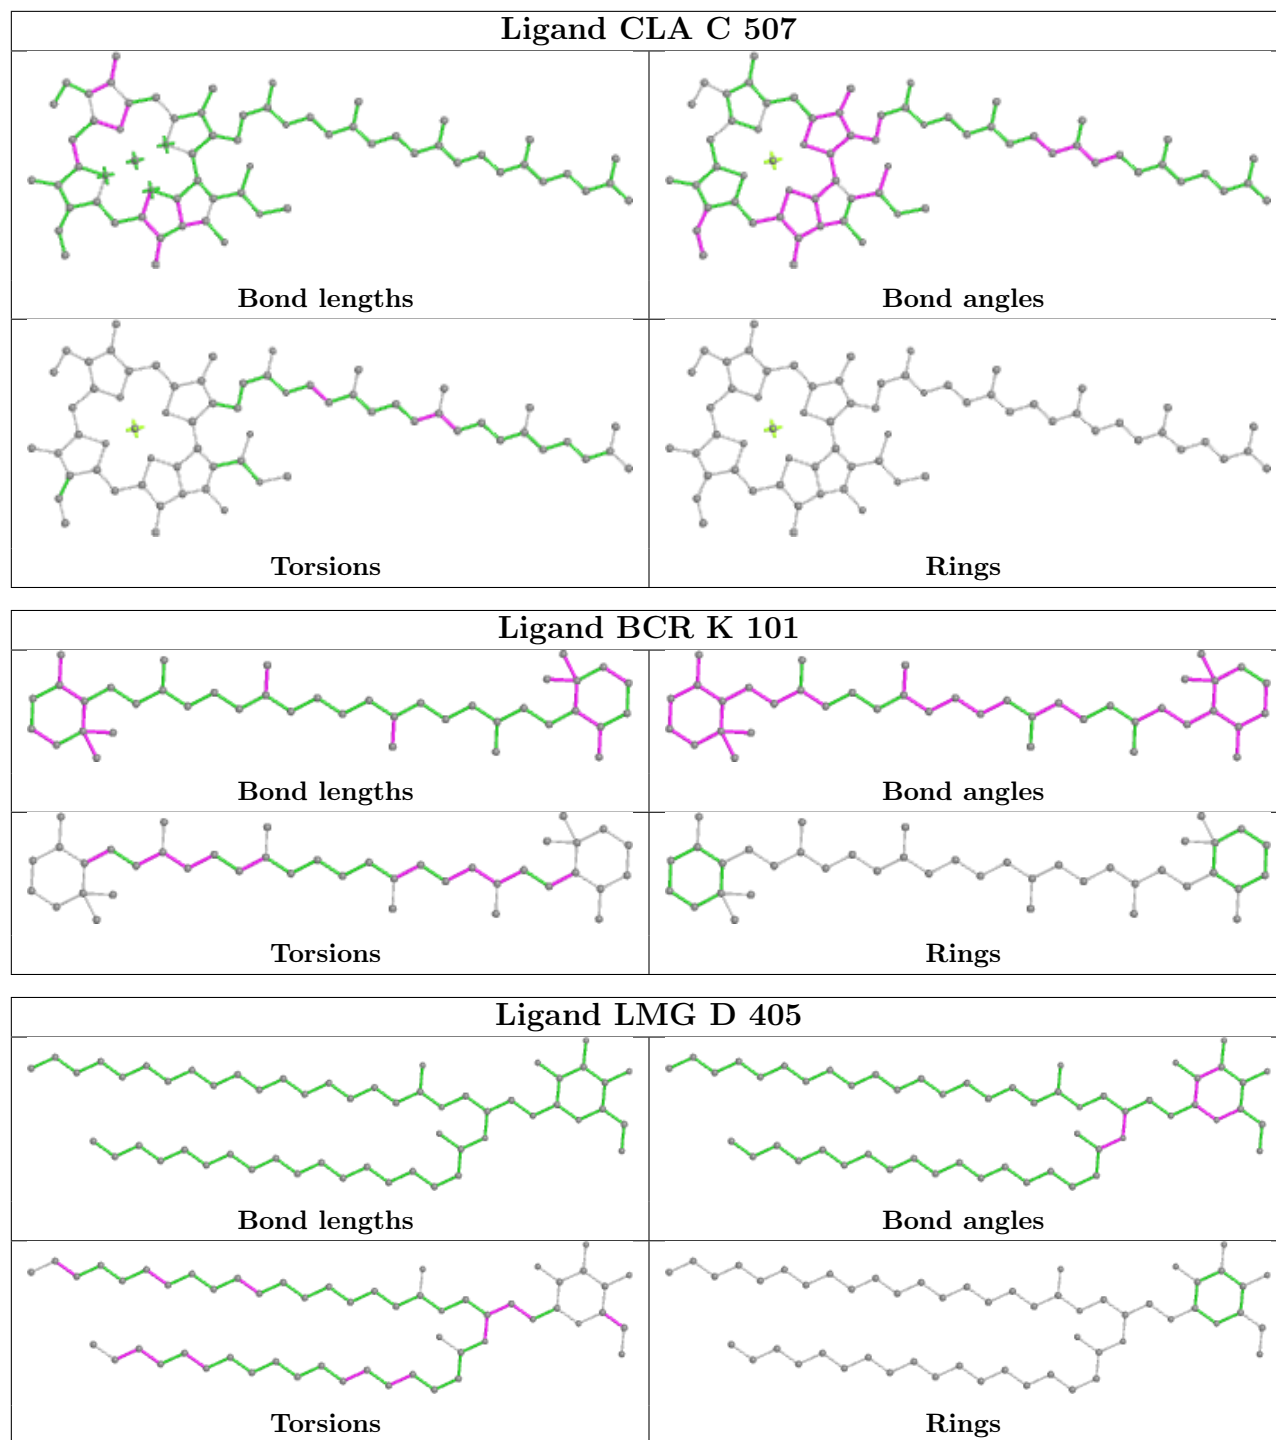 Ligand CLA C 507
Bond lengths
Bond angles
Torsions
Rings
Ligand BCR K 101
Bond lengths
Bond angles
Torsions
Rings
Ligand LMG D 405
Bond lengths
Bond angles
Torsions
Rings